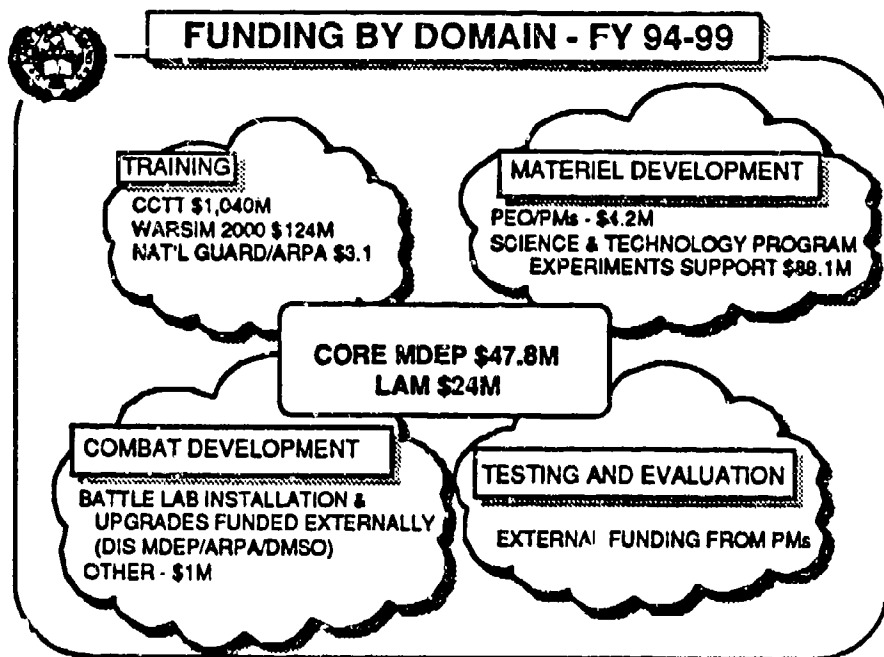 FUNDING BY DOMAIN - FY 94-99
TRAINING
CCTT $1,040M
WARSIM 2000 $124M
NAT'L GUARD/ARPA $3.1
MATERIEL DEVELOPMENT
PEO/PMs - $4.2M
SCIENCE & TECHNOLOGY PROGRAM
EXPERIMENTS SUPPORT $88.1M
CORE MDEP $47.8M
LAM $24M
COMBAT DEVELOPMENT
BATTLE LAB INSTALLATION &
UPGRADES FUNDED EXTERNALLY
(DIS MDEP/ARPA/DMSO)
OTHER - $1M
TESTING AND EVALUATION
EXTERNAL FUNDING FROM PMs